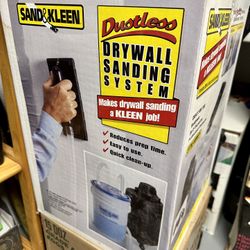 SAND&KLEEN
Dustless
DRYWALL
SANDING
SYSTEM
Makes drywall sanding
a KLEEN job!
• Reduces prep time.
• Easy to use.
• Quick clean-up.